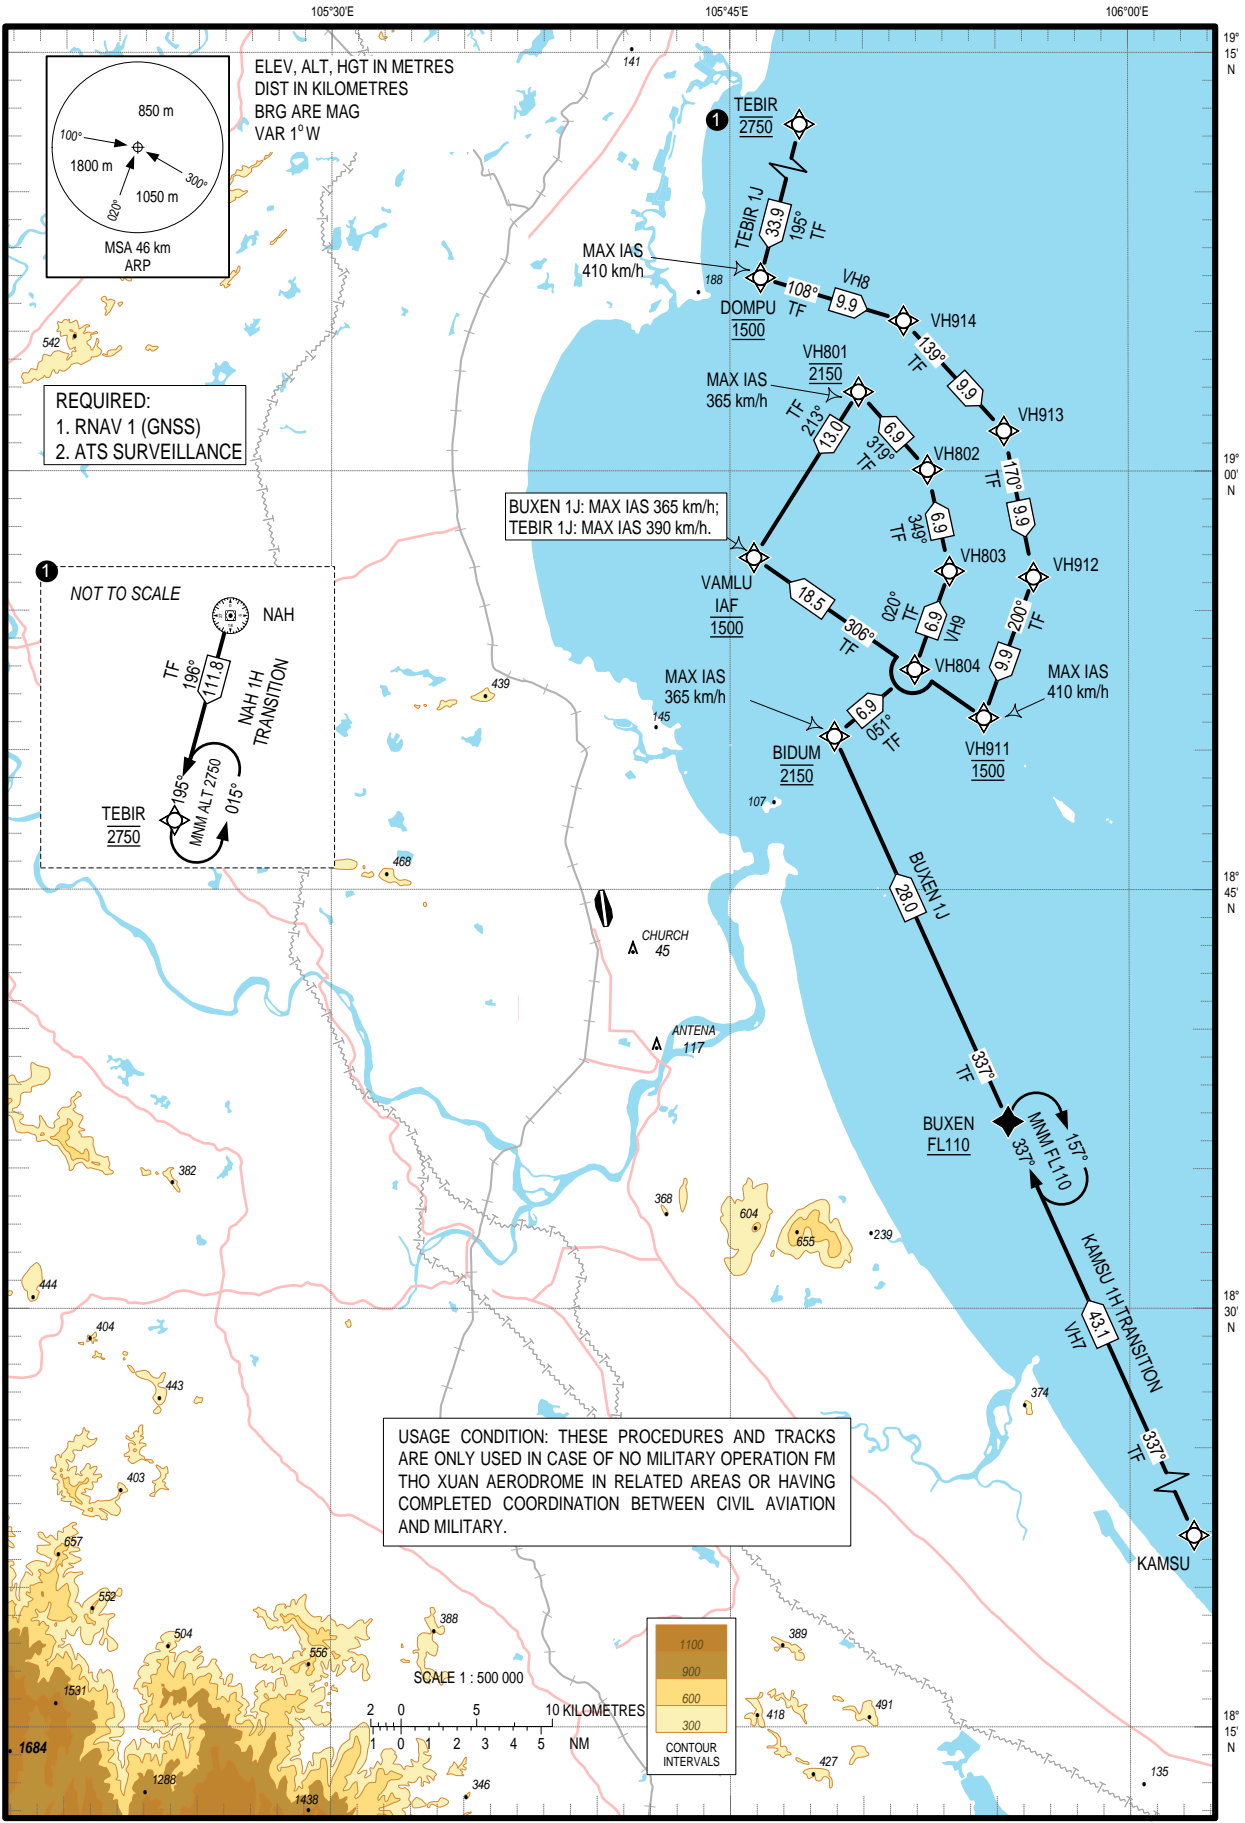 105°30'E
105°45'E
106°00'E
19°
15'
N
850 m
100°
1800 m
300°
020°
1050 m
MSA 46 km
ARP
ELEV, ALT, HGT IN METRES
DIST IN KILOMETRES
BRG ARE MAG
VAR 1° W
141
1
TEBIR
2750
TEBIR 1J
33.9
195°
TF
MAX IAS
410 km/h
188
DOMPU
1500
108°
TF
VH8
9.9
VH914
139°
TF
9.9
VH913
542
REQUIRED:
1. RNAV 1 (GNSS)
2. ATS SURVEILLANCE
VH801
2150
MAX IAS
365 km/h
TF
213°
13.0
6.9
319°
TF
VH802
170°
TF
9.9
19°
00'
N
BUXEN 1J: MAX IAS 365 km/h;
TEBIR 1J: MAX IAS 390 km/h.
349°
TF
6.9
VH803
VH912
VAMLU
IAF
1500
18.5
306°
TF
020°
TF
6.9
VH9
200°
TF
9.9
VH804
MAX IAS
410 km/h
VH911
1500
1
NOT TO SCALE
NAH
TF
196°
111.8
NAH 1H
TRANSITION
195°
MNM ALT 2750
015°
TEBIR
2750
439
145
MAX IAS
365 km/h
6.9
051°
TF
BIDUM
2150
107
468
18°
45'
N
BUXEN 1J
28.0
CHURCH
45
ANTENA
117
337°
TF
BUXEN
FL110
MNM FL110
157°
337°
382
368
604
655
239
444
404
443
403
KAMSU 1H TRANSITION
43.1
VH7
18°
30'
N
374
337°
TF
KAMSU
USAGE CONDITION: THESE PROCEDURES AND TRACKS
ARE ONLY USED IN CASE OF NO MILITARY OPERATION FM
THO XUAN AERODROME IN RELATED AREAS OR HAVING
COMPLETED COORDINATION BETWEEN CIVIL AVIATION
AND MILITARY.
657
552
504
556
388
389
1531
418
491
1684
427
1288
1438
346
135
SCALE 1 : 500 000
2 0 5 10 KILOMETRES
1 0 1 2 3 4 5 NM
1100
900
600
300
CONTOUR
INTERVALS
18°
15'
N